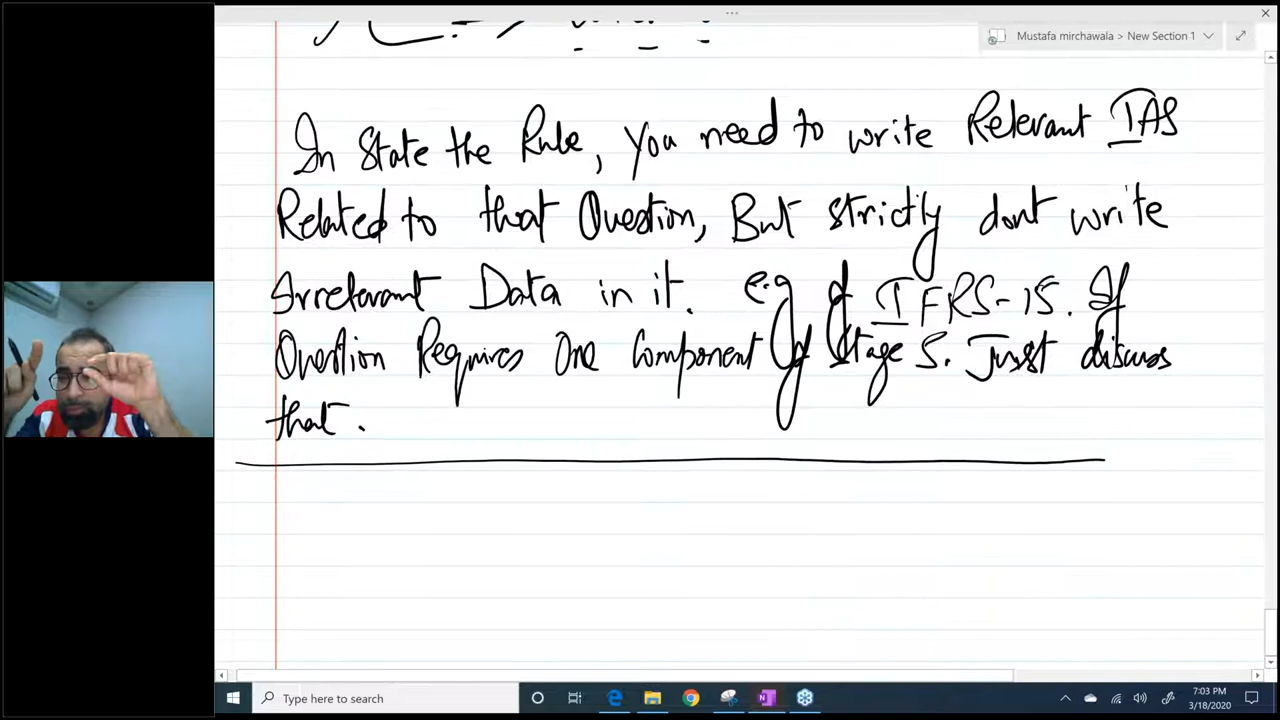 Mustafa mirchawala > New Section 1
In State the Rule, You need to write Relevant IAS
Related to that Question, But strictly dont write
Irrelevant Data in it. e.g of IFRS-15. If
Question Requires One Component of Stage 5. Just discuss
that.
Type here to search
7:03 PM
3/18/2020